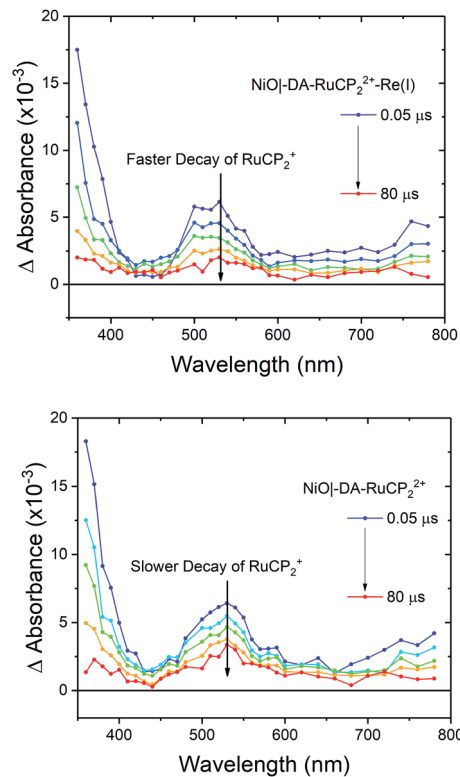 20
15
10
5
0
Δ Absorbance (x10⁻³)
NiO|-DA-RuCP₂²⁺-Re(I)
0.05 μs
80 μs
Faster Decay of RuCP₂⁺
400 500 600 700 800
Wavelength (nm)
20
15
10
5
0
Δ Absorbance (x10⁻³)
NiO|-DA-RuCP₂²⁺
0.05 μs
80 μs
Slower Decay of RuCP₂⁺
400 500 600 700 800
Wavelength (nm)